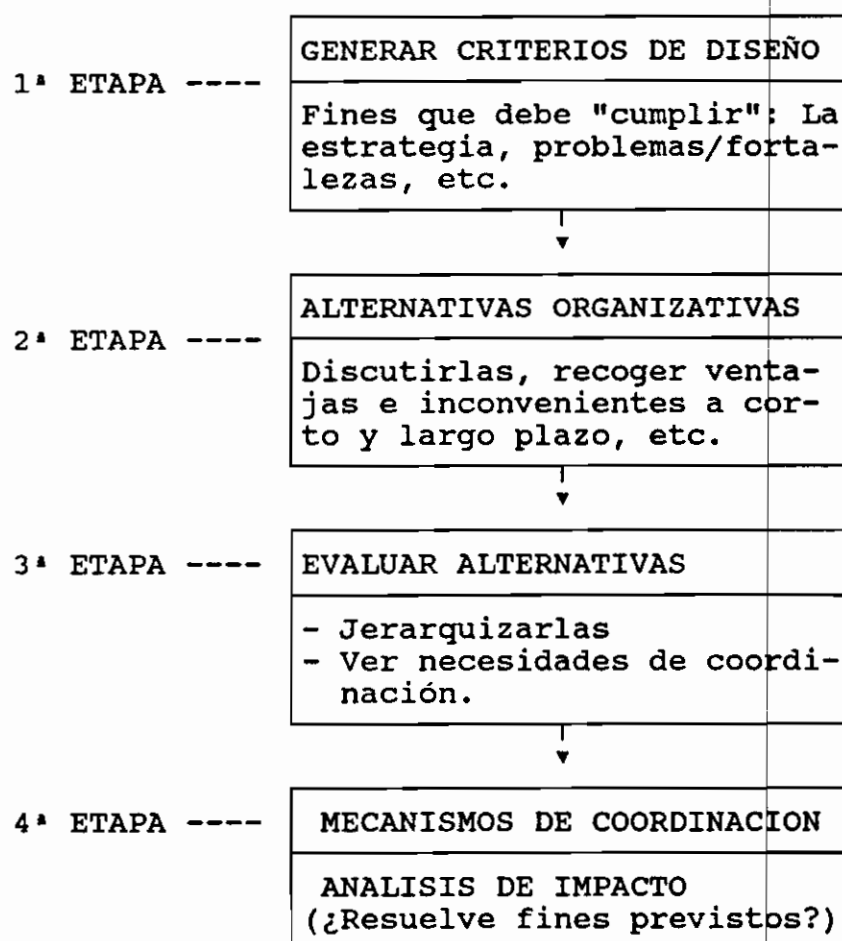 GENERAR CRITERIOS DE DISEÑO
1ª ETAPA ----
Fines que debe "cumplir": La
estrategia, problemas/forta-
lezas, etc.
ALTERNATIVAS ORGANIZATIVAS
2ª ETAPA ----
Discutirlas, recoger venta-
jas e inconvenientes a cor-
to y largo plazo, etc.
3ª ETAPA ----
EVALUAR ALTERNATIVAS
- Jerarquizarlas
- Ver necesidades de coordi-
nación.
4ª ETAPA ----
MECANISMOS DE COORDINACION
ANALISIS DE IMPACTO
(¿Resuelve fines previstos?)